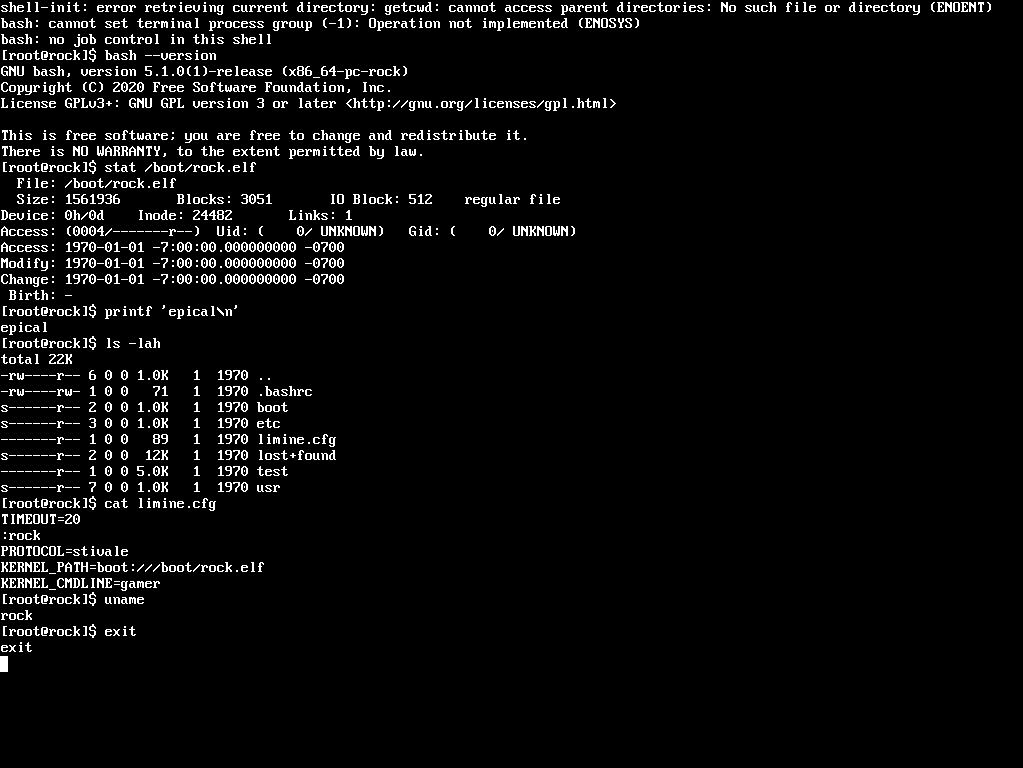 shell-init: error retrieving current directory: getcwd: cannot access parent directories: No such file or directory (ENOENT)
bash: cannot set terminal process group (-1): Operation not implemented (ENOSYS)
bash: no job control in this shell
[root@rock]$ bash --version
GNU bash, version 5.1.0(1)-release (x86_64-pc-rock)
Copyright (C) 2020 Free Software Foundation, Inc.
License GPLv3+: GNU GPL version 3 or later <http://gnu.org/licenses/gpl.html>

This is free software; you are free to change and redistribute it.
There is NO WARRANTY, to the extent permitted by law.
[root@rock]$ stat /boot/rock.elf
  File: /boot/rock.elf
  Size: 1561936       Blocks: 3051       IO Block: 512    regular file
Device: 0h/0d    Inode: 24482       Links: 1
Access: (0004/-------r--)  Uid: (    0/ UNKNOWN)   Gid: (    0/ UNKNOWN)
Access: 1970-01-01 -7:00:00.000000000 -0700
Modify: 1970-01-01 -7:00:00.000000000 -0700
Change: 1970-01-01 -7:00:00.000000000 -0700
 Birth: -
[root@rock]$ printf 'epical\n'
epical
[root@rock]$ ls -lah
total 22K
-rw----r-- 6 0 0 1.0K   1  1970 ..
-rw----rw- 1 0 0   71   1  1970 .bashrc
s------r-- 2 0 0 1.0K   1  1970 boot
s------r-- 3 0 0 1.0K   1  1970 etc
-------r-- 1 0 0   89   1  1970 limine.cfg
s------r-- 2 0 0  12K   1  1970 lost+found
-------r-- 1 0 0 5.0K   1  1970 test
s------r-- 7 0 0 1.0K   1  1970 usr
[root@rock]$ cat limine.cfg
TIMEOUT=20
:rock
PROTOCOL=stivale
KERNEL_PATH=boot:///boot/rock.elf
KERNEL_CMDLINE=gamer
[root@rock]$ uname
rock
[root@rock]$ exit
exit